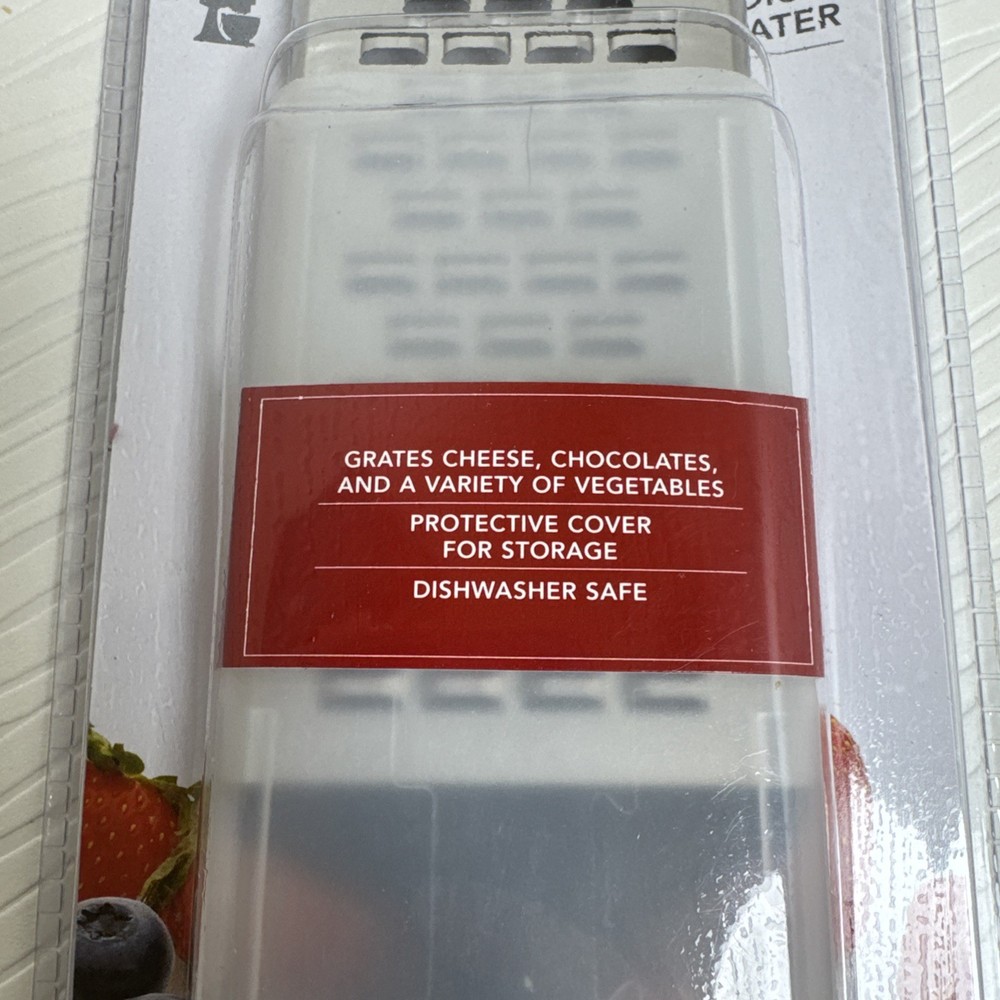 GRATES CHEESE, CHOCOLATES,
AND A VARIETY OF VEGETABLES
PROTECTIVE COVER
FOR STORAGE
DISHWASHER SAFE